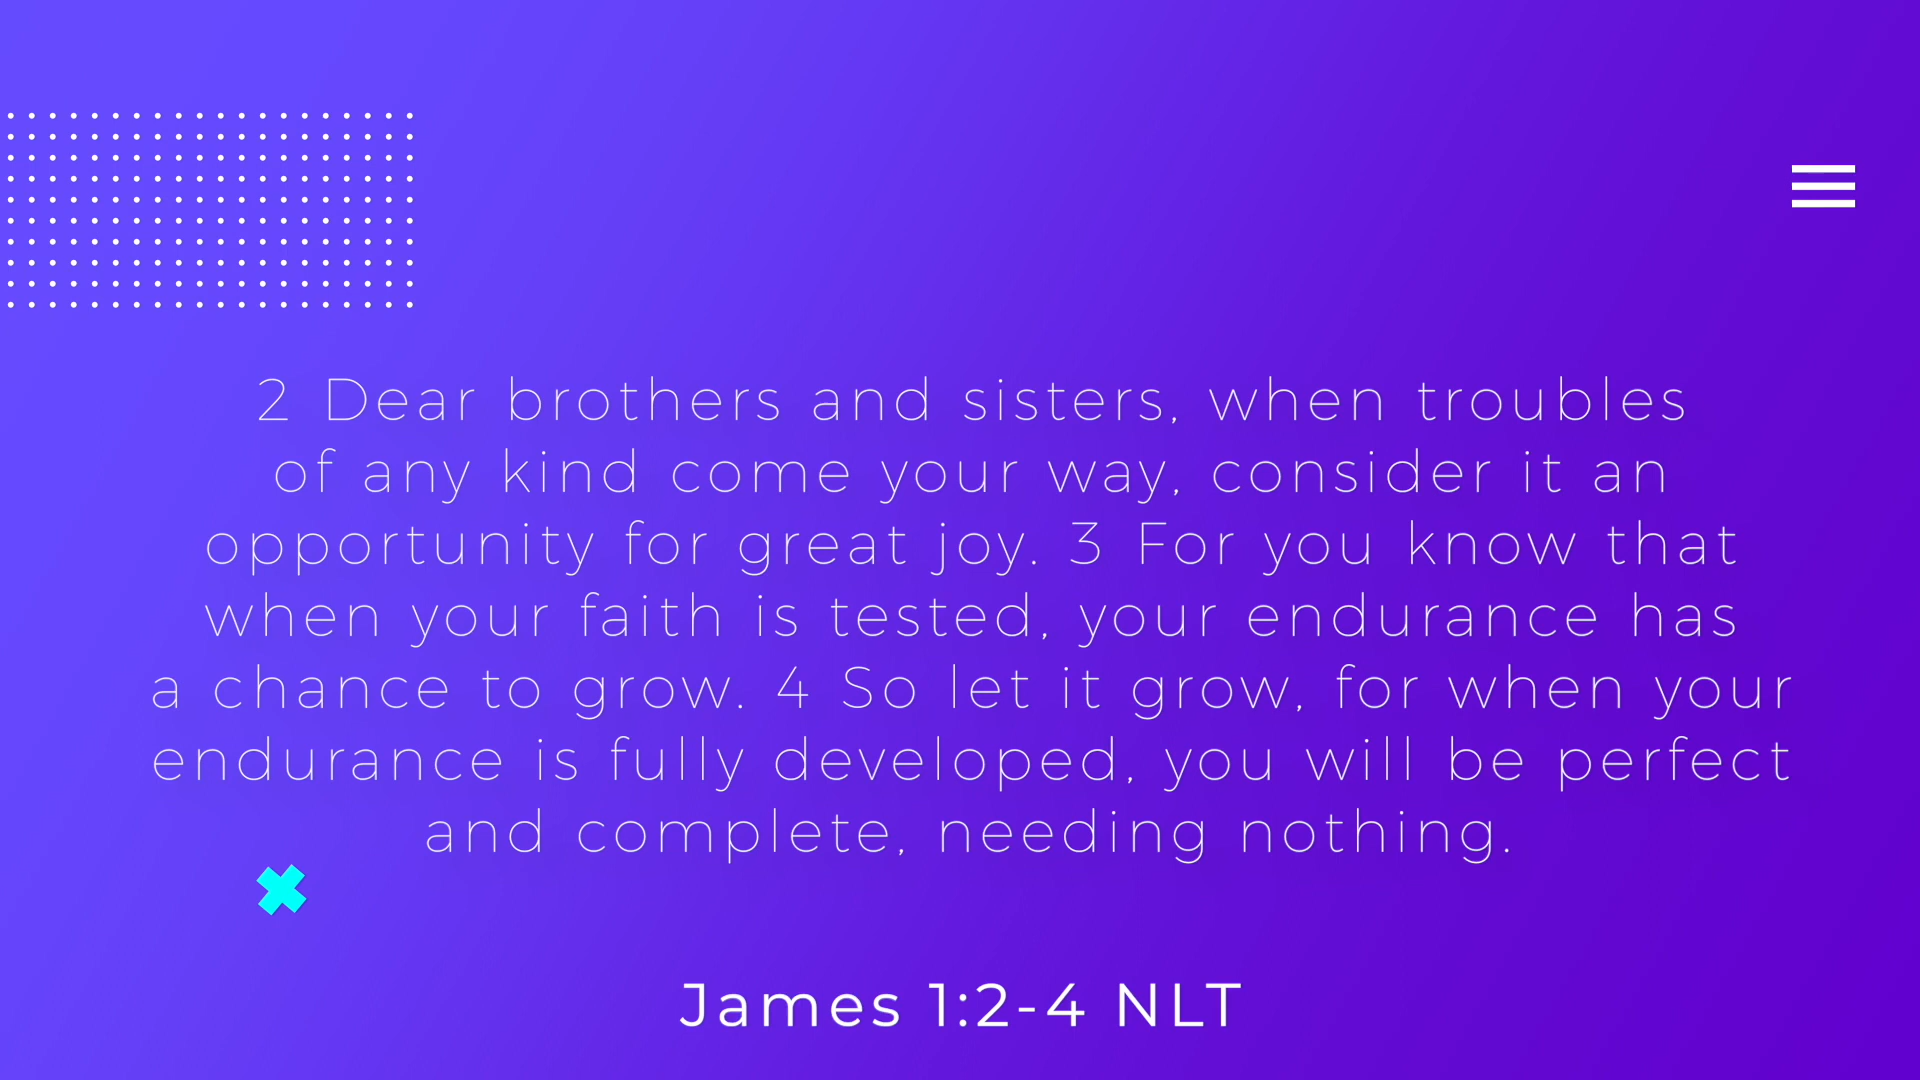 2 Dear brothers and sisters, when troubles
of any kind come your way, consider it an
opportunity for great joy. 3 For you know that
when your faith is tested, your endurance has
a chance to grow. 4 So let it grow, for when your
endurance is fully developed, you will be perfect
and complete, needing nothing.
James 1:2-4 NLT